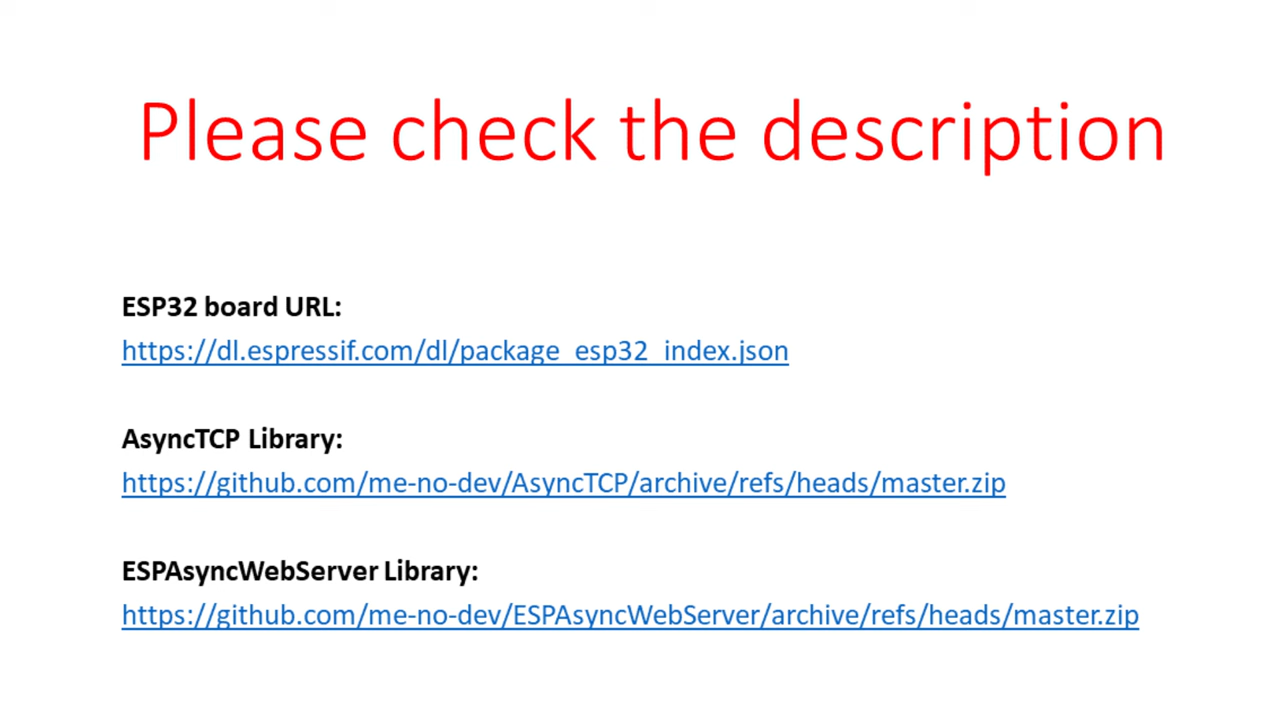 Please check the description
ESP32 board URL:
https://dl.espressif.com/dl/package_esp32_index.json
AsyncTCP Library:
https://github.com/me-no-dev/AsyncTCP/archive/refs/heads/master.zip
ESPAsyncWebServer Library:
https://github.com/me-no-dev/ESPAsyncWebServer/archive/refs/heads/master.zip